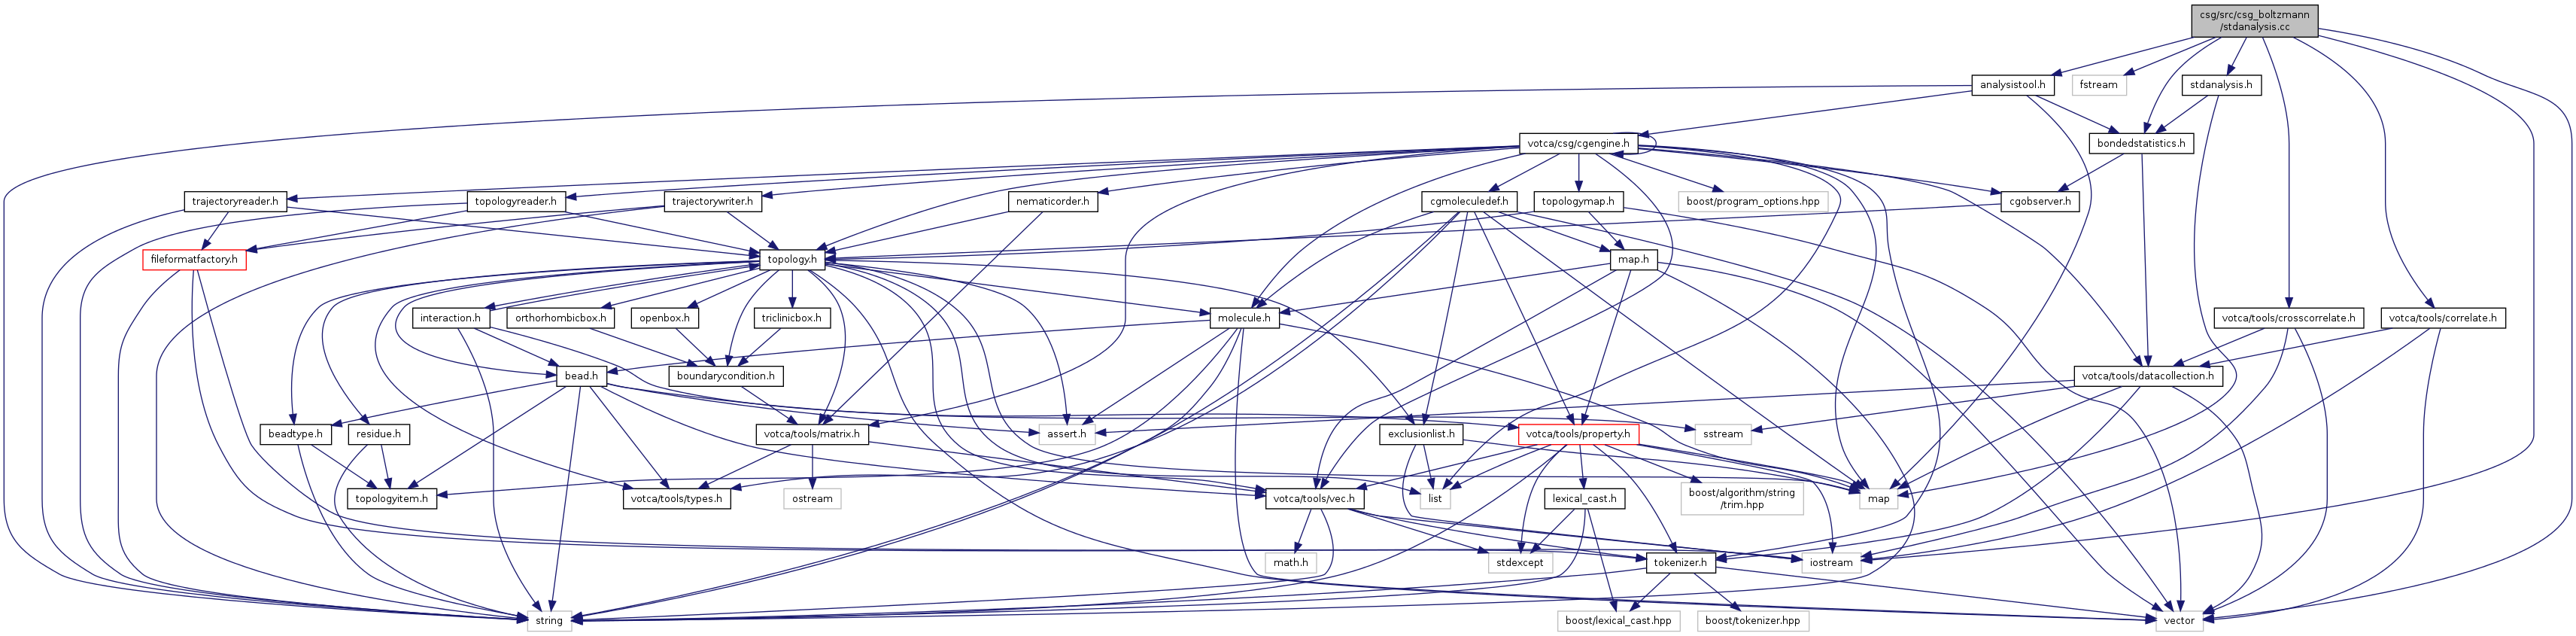 csg/src/csg_boltzmann
/stdanalysis.cc
analysistool.h
fstream
stdanalysis.h
votca/csg/cgengine.h
bondedstatistics.h
trajectoryreader.h
topologyreader.h
trajectorywriter.h
nematicorder.h
cgmoleculedef.h
topologymap.h
boost/program_options.hpp
cgobserver.h
fileformatfactory.h
topology.h
map.h
interaction.h
orthorhombicbox.h
openbox.h
triclinicbox.h
molecule.h
votca/tools/crosscorrelate.h
votca/tools/correlate.h
bead.h
boundarycondition.h
votca/tools/datacollection.h
beadtype.h
residue.h
votca/tools/matrix.h
assert.h
exclusionlist.h
votca/tools/property.h
sstream
topologyitem.h
votca/tools/types.h
ostream
votca/tools/vec.h
list
lexical_cast.h
boost/algorithm/string
/trim.hpp
map
math.h
stdexcept
tokenizer.h
iostream
string
boost/lexical_cast.hpp
boost/tokenizer.hpp
vector